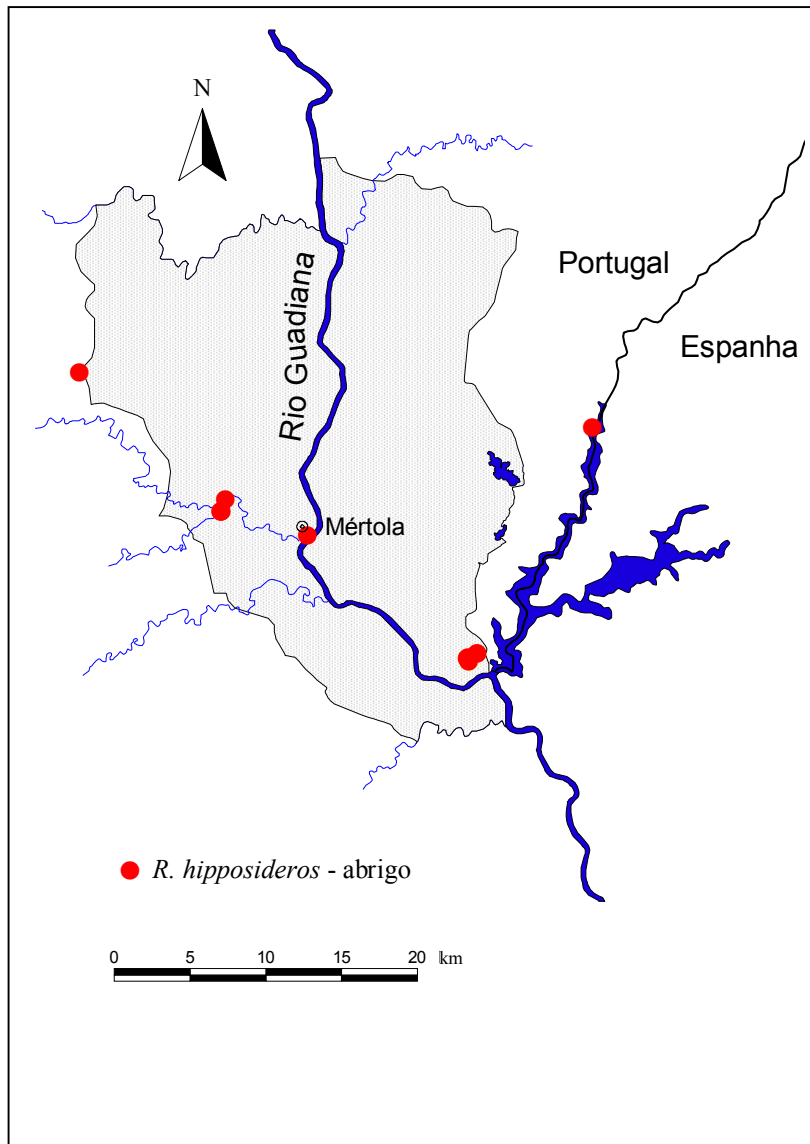 N
Portugal
Espanha
Rio Guadiana
Mértola
R. hipposideros - abrigo
0 5 10 15 20 km